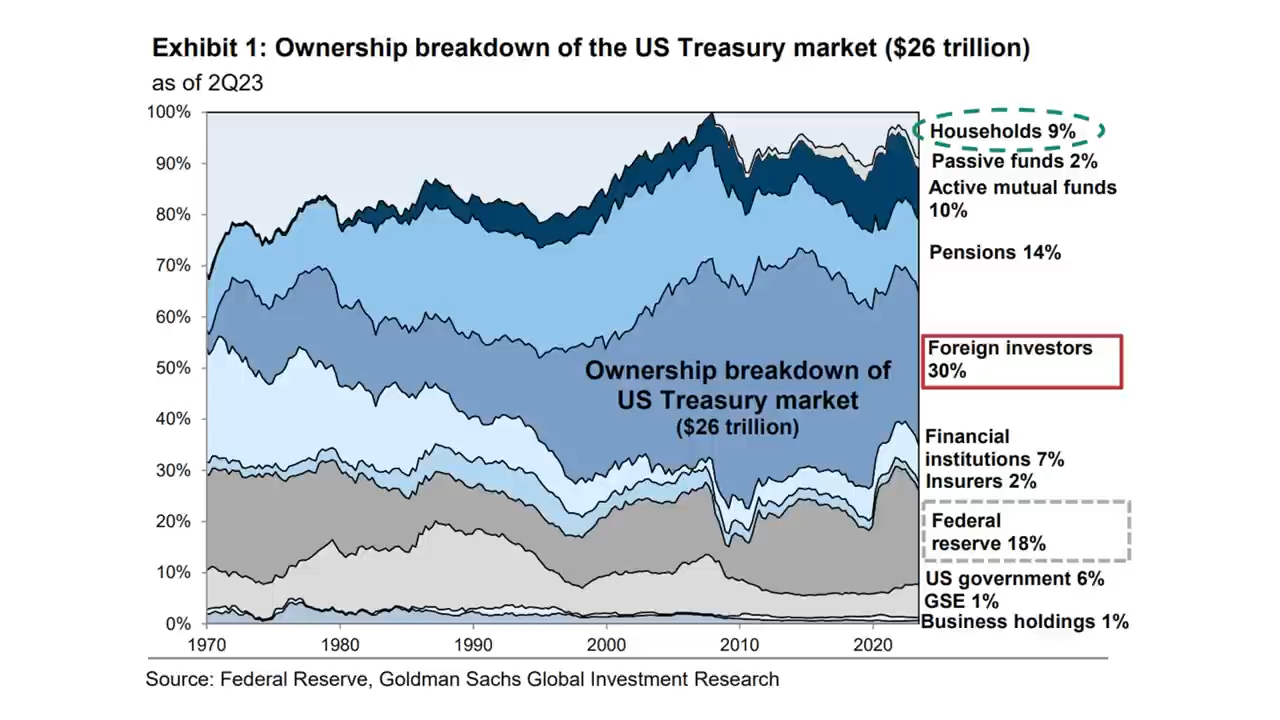 Exhibit 1: Ownership breakdown of the US Treasury market ($26 trillion)
as of 2Q23
100%
90%
80%
70%
60%
50%
40%
30%
20%
10%
0%
1970
1980
1990
2000
2010
2020
Ownership breakdown of
US Treasury market
($26 trillion)
Households 9%
Passive funds 2%
Active mutual funds
10%
Pensions 14%
Foreign investors
30%
Financial
institutions 7%
Insurers 2%
Federal
reserve 18%
US government 6%
GSE 1%
Business holdings 1%
Source: Federal Reserve, Goldman Sachs Global Investment Research